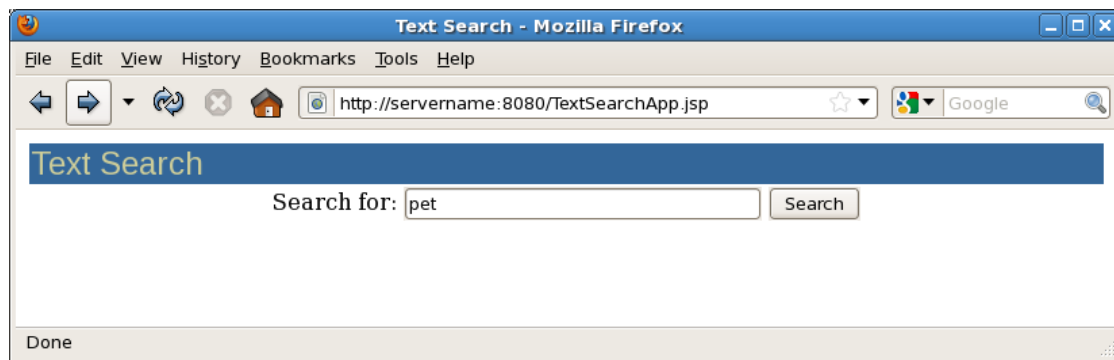 Text Search - Mozilla Firefox
File Edit View History Bookmarks Tools Help
http://servername:8080/TextSearchApp.jsp Google
Text Search
Search for: pet Search
Done